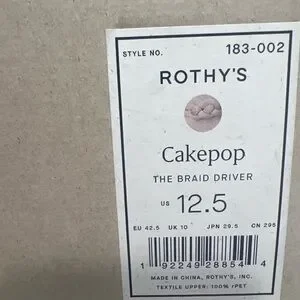 STYLE NO. 183-002
ROTHY'S
Cakepop
THE BRAID DRIVER
US 12.5
EU 42.5 UK 10 JPN 29.5 CN 295
1 92249 28854 4
MADE IN CHINA, ROTHY'S, INC.
TEXTILE UPPER: 100% rPET